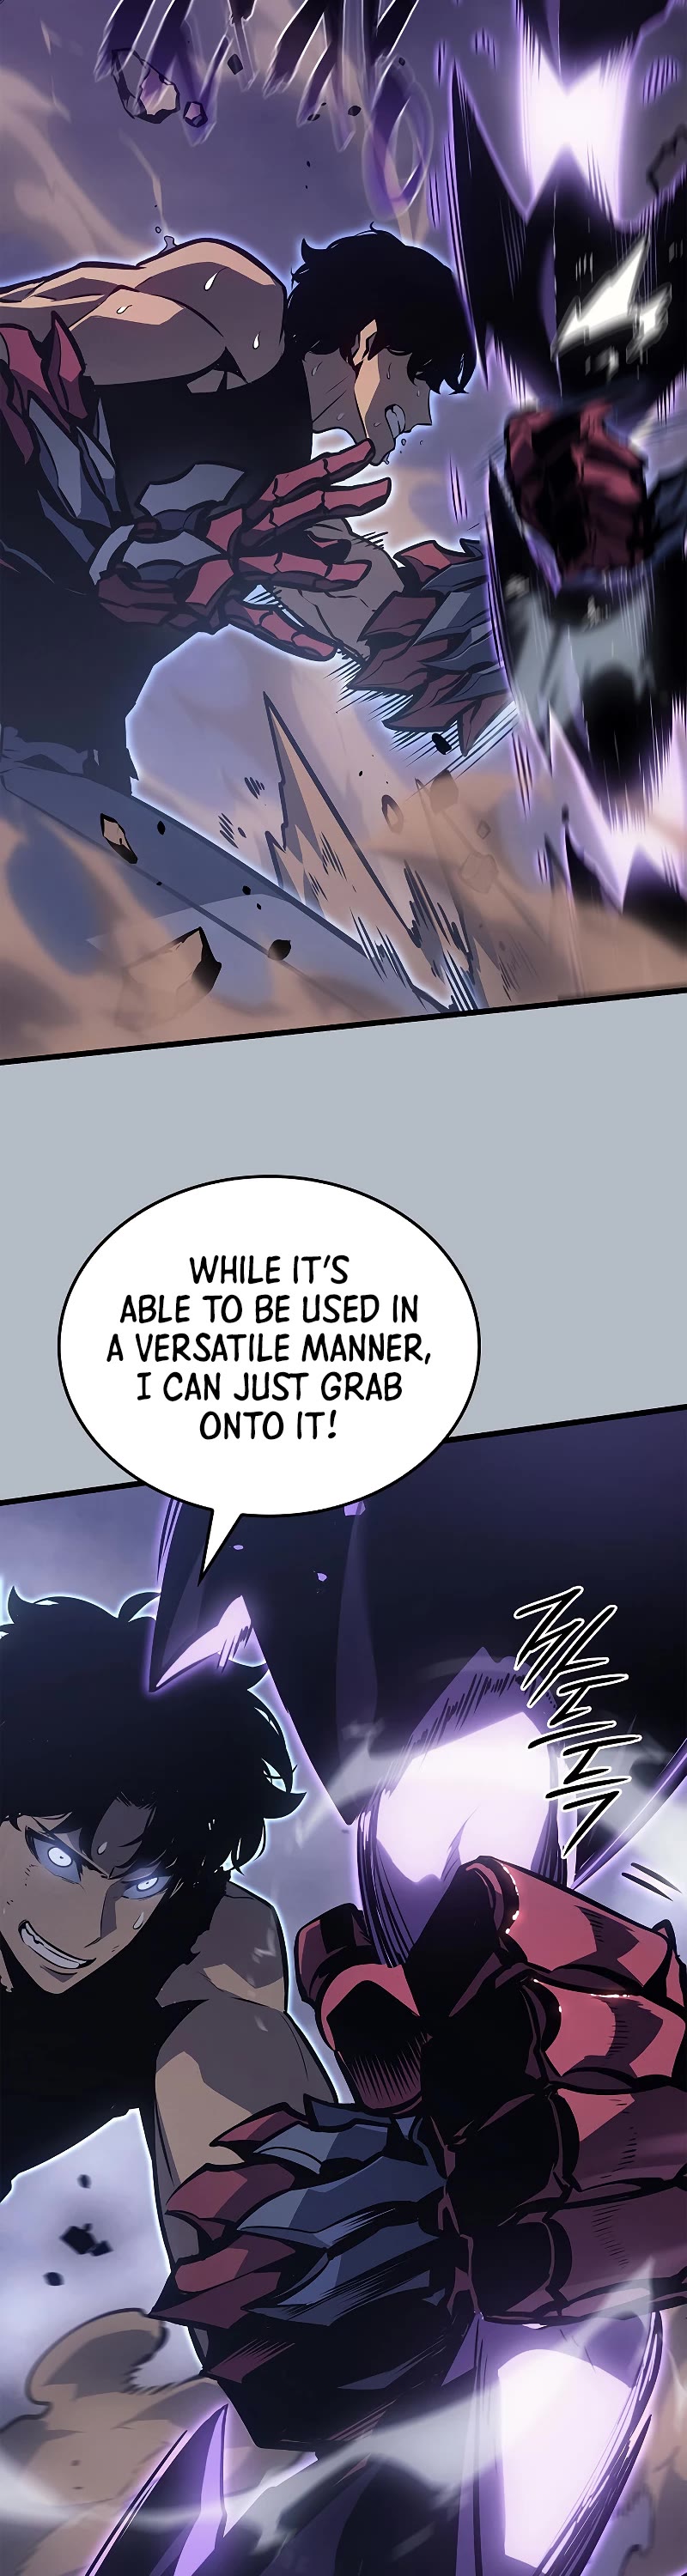 WHILE IT'S
ABLE TO BE USED IN
A VERSATILE MANNER,
I CAN JUST GRAB
ONTO IT!